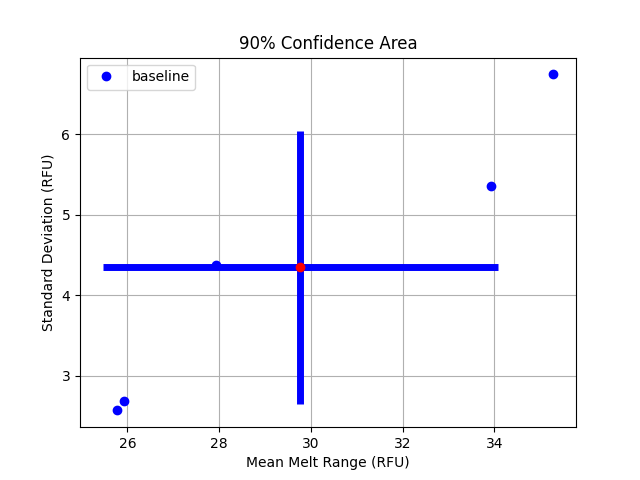 90% Confidence Area
baseline
Standard Deviation (RFU)
6
5
4
3
26 28 30 32 34
Mean Melt Range (RFU)